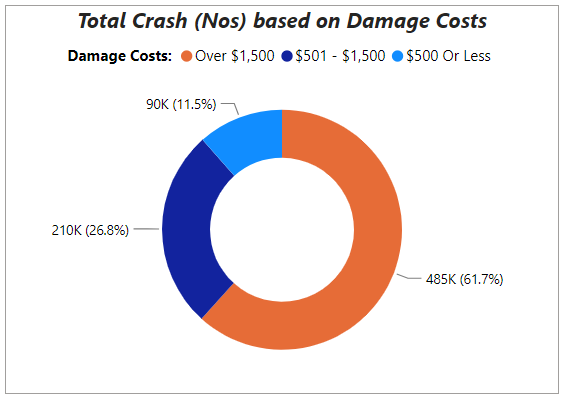 Total Crash (Nos) based on Damage Costs
Damage Costs: Over $1,500 $501 - $1,500 $500 Or Less
90K (11.5%)
210K (26.8%)
485K (61.7%)